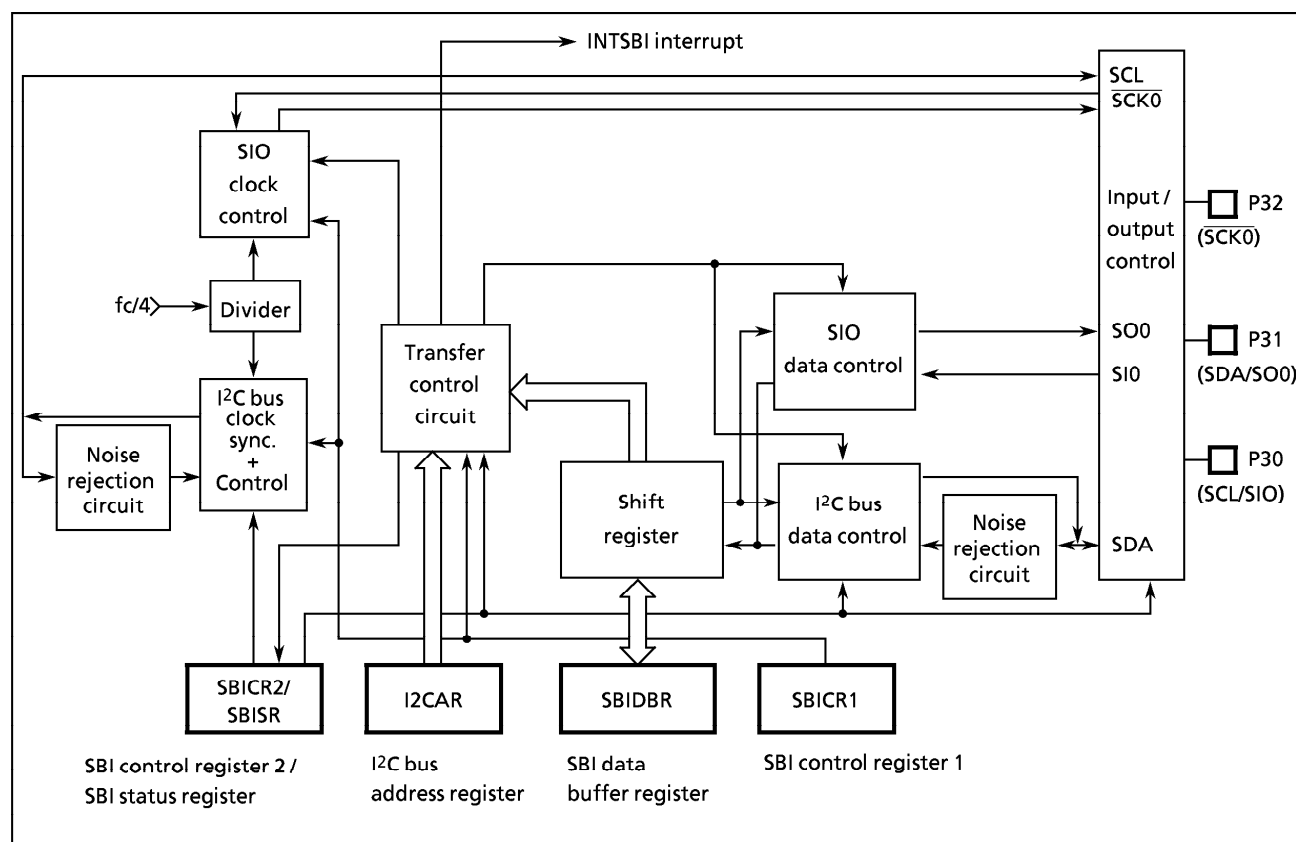 INTSBI interrupt
SCL
SCK0
SIO
clock
control
Input /
output
control
P32
(SCK0)
fc/4
Divider
SIO
data control
SO0
SI0
P31
(SDA/SO0)
Transfer
control
circuit
I²C bus
clock
sync.
+
Control
Noise
rejection
circuit
P30
(SCL/SIO)
Shift
register
I²C bus
data control
Noise
rejection
circuit
SDA
SBICR2/
SBISR
I2CAR
SBIDBR
SBICR1
SBI control register 2 /
SBI status register
I²C bus
address register
SBI data
buffer register
SBI control register 1